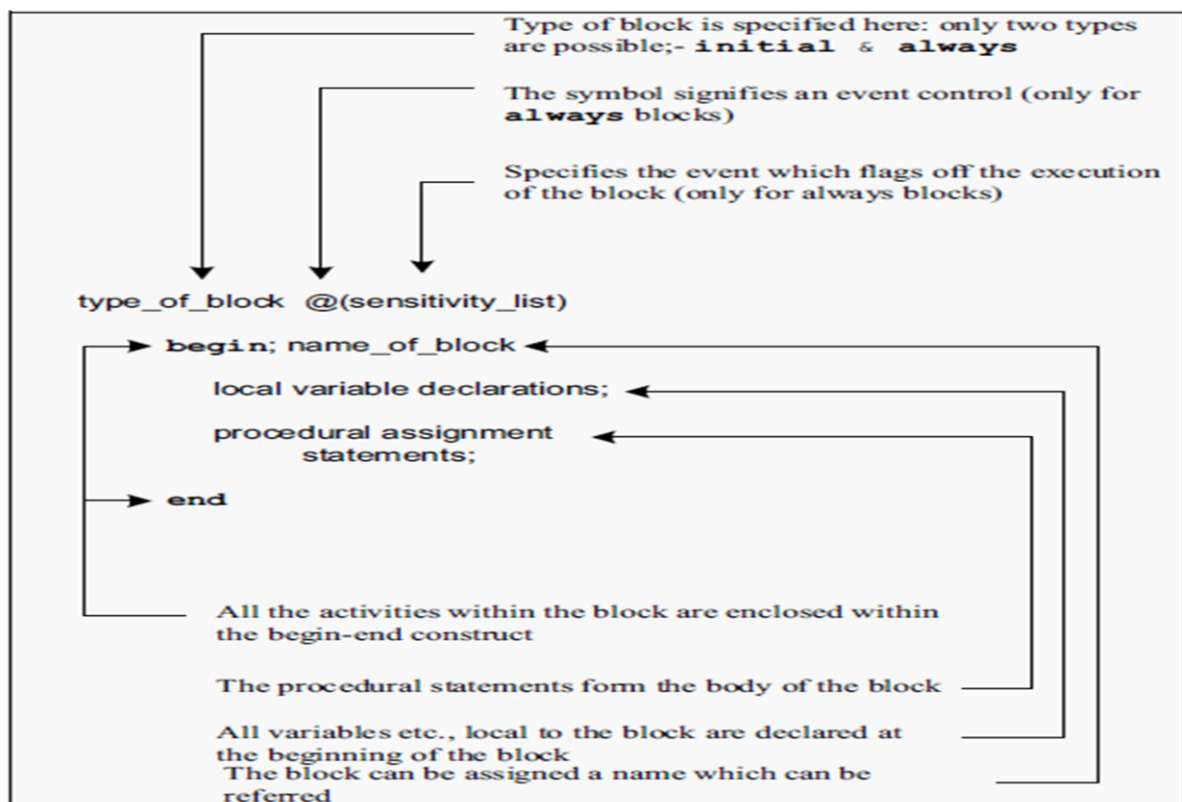 Type of block is specified here: only two types
are possible;- initial & always
The symbol signifies an event control (only for
always blocks)
Specifies the event which flags off the execution
of the block (only for always blocks)
type_of_block @(sensitivity_list)
begin; name_of_block
local variable declarations;
procedural assignment
statements;
end
All the activities within the block are enclosed within
the begin-end construct
The procedural statements form the body of the block
All variables etc., local to the block are declared at
the beginning of the block
The block can be assigned a name which can be
referred